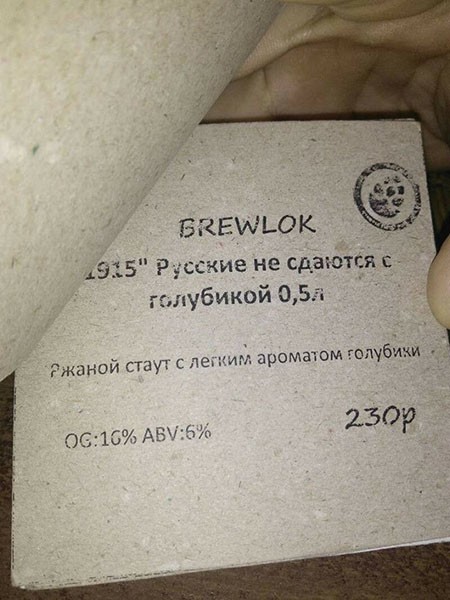 BREWLOK
1915" Русские не сдаются с
голубикой 0,5л
Ржаной стаут с легким ароматом голубики
OG:16% ABV:6%
230р